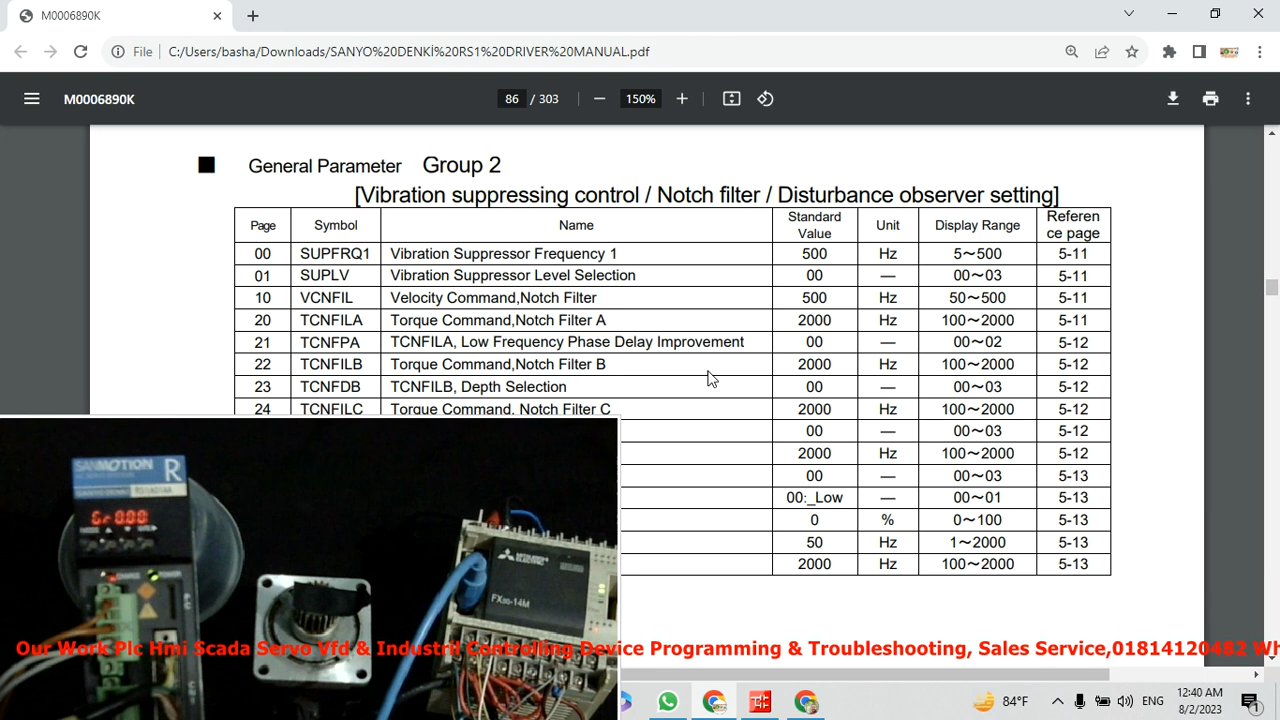 M0006890K
File C:/Users/basha/Downloads/SANYO%20DENKİ%20RS1%20DRIVER%20MANUAL.pdf
M0006890K 86 / 303 150%
General Parameter Group 2
[Vibration suppressing control / Notch filter / Disturbance observer setting]
Page Symbol Name Standard Value Unit Display Range Referen ce page
00 SUPFRQ1 Vibration Suppressor Frequency 1 500 Hz 5～500 5-11
01 SUPLV Vibration Suppressor Level Selection 00 — 00～03 5-11
10 VCNFIL Velocity Command,Notch Filter 500 Hz 50～500 5-11
20 TCNFILA Torque Command,Notch Filter A 2000 Hz 100～2000 5-11
21 TCNFPA TCNFILA, Low Frequency Phase Delay Improvement 00 — 00～02 5-12
22 TCNFILB Torque Command,Notch Filter B 2000 Hz 100～2000 5-12
23 TCNFDB TCNFILB, Depth Selection 00 — 00～03 5-12
24 TCNFILC Torque Command, Notch Filter C 2000 Hz 100～2000 5-12
00 — 00～03 5-12
2000 Hz 100～2000 5-12
00 — 00～03 5-13
00:_Low — 00～01 5-13
0 % 0～100 5-13
50 Hz 1～2000 5-13
2000 Hz 100～2000 5-13
SANMOTION R
Gr0.00
MITSUBISHI ELECTRIC
FX3S-14M
Our Work Plc Hmi Scada Servo Vfd & Industril Controlling Device Programming & Troubleshooting, Sales Service,01814120482 Wh
84°F ENG 12:40 AM
8/2/2023